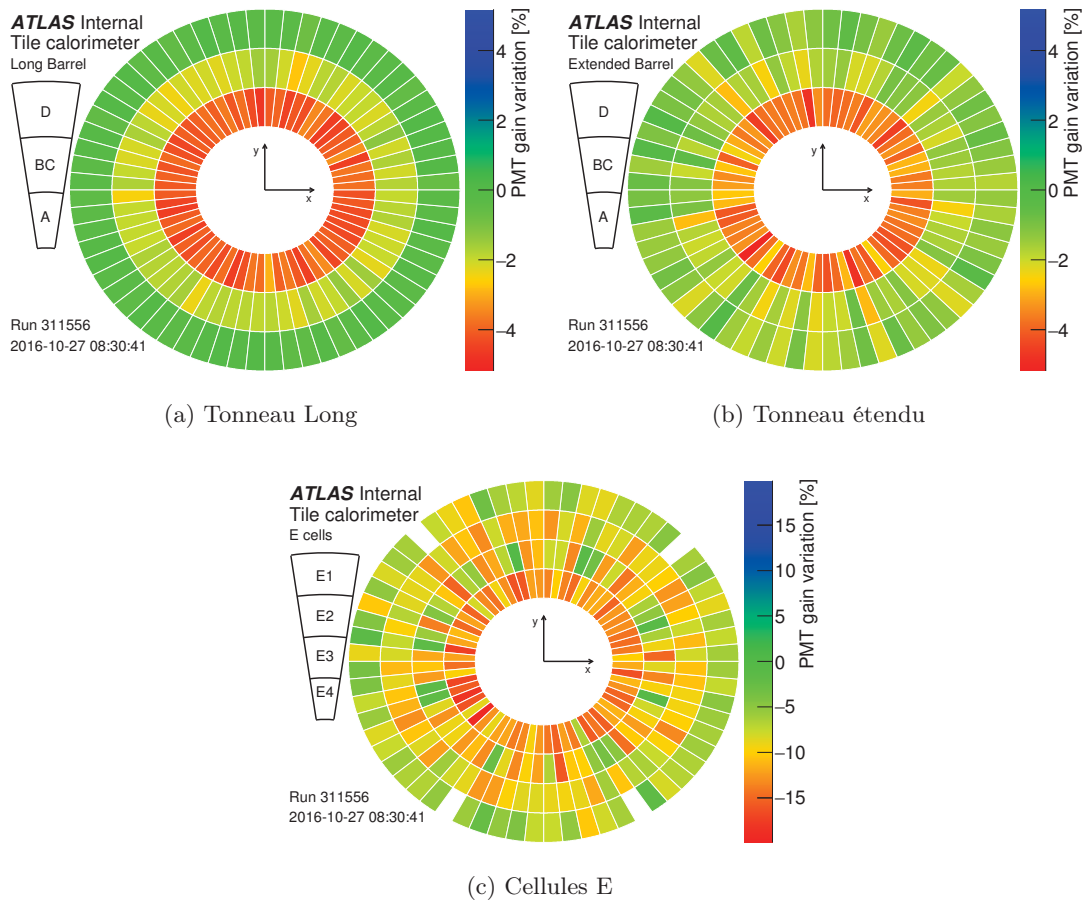 ATLAS Internal
Tile calorimeter
Long Barrel
D
BC
A
y
x
Run 311556
2016-10-27 08:30:41
4
2
0
−2
−4
PMT gain variation [%]
(a) Tonneau Long
ATLAS Internal
Tile calorimeter
Extended Barrel
D
BC
A
y
x
Run 311556
2016-10-27 08:30:41
4
2
0
−2
−4
PMT gain variation [%]
(b) Tonneau étendu
ATLAS Internal
Tile calorimeter
E cells
E1
E2
E3
E4
y
x
Run 311556
2016-10-27 08:30:41
15
10
5
0
−5
−10
−15
PMT gain variation [%]
(c) Cellules E